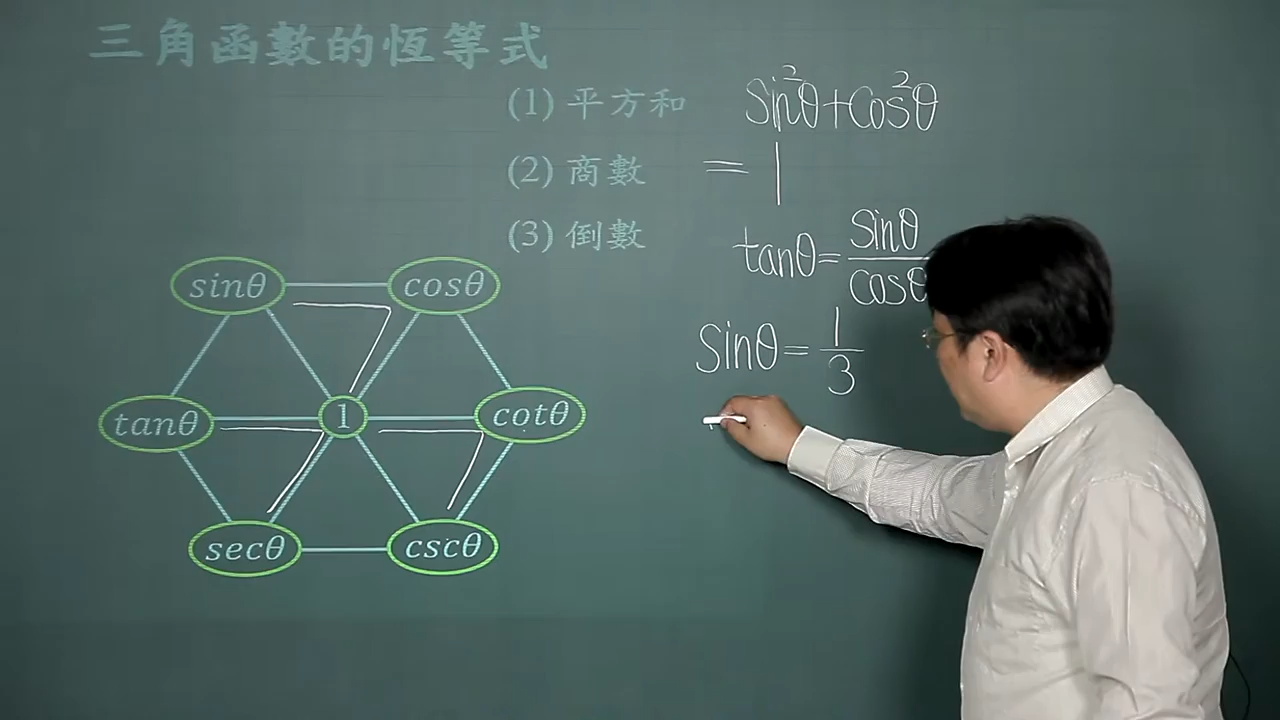 三角函數的恆等式
(1) 平方和
(2) 商數
(3) 倒數
sin²θ+cos²θ
= 1
tanθ= sinθ/cosθ
sinθ= 1/3
sinθ cosθ
tanθ 1 cotθ
secθ cscθ